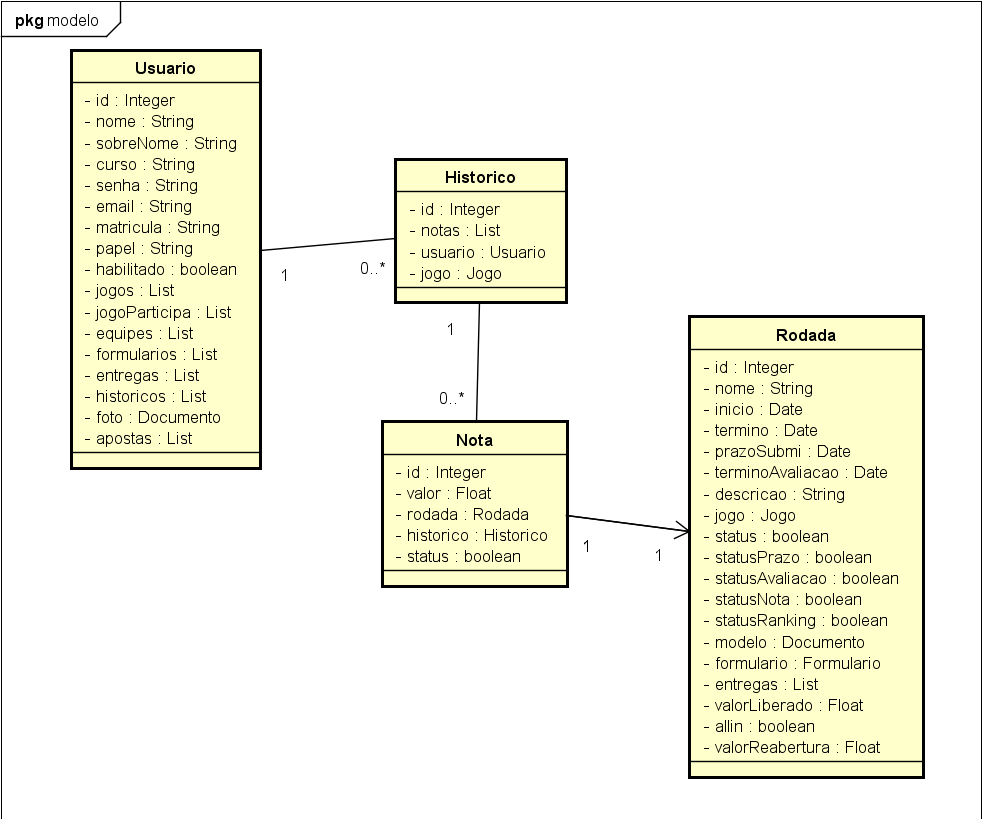 pkg modelo
Usuario
- id : Integer
- nome : String
- sobreNome : String
- curso : String
- senha : String
- email : String
- matricula : String
- papel : String
- habilitado : boolean
- jogos : List
- jogoParticipa : List
- equipes : List
- formularios : List
- entregas : List
- historicos : List
- foto : Documento
- apostas : List
1
0..*
Historico
- id : Integer
- notas : List
- usuario : Usuario
- jogo : Jogo
1
0..*
Nota
- id : Integer
- valor : Float
- rodada : Rodada
- historico : Historico
- status : boolean
1
1
Rodada
- id : Integer
- nome : String
- inicio : Date
- termino : Date
- prazoSubmi : Date
- terminoAvaliacao : Date
- descricao : String
- jogo : Jogo
- status : boolean
- statusPrazo : boolean
- statusAvaliacao : boolean
- statusNota : boolean
- statusRanking : boolean
- modelo : Documento
- formulario : Formulario
- entregas : List
- valorLiberado : Float
- allin : boolean
- valorReabertura : Float